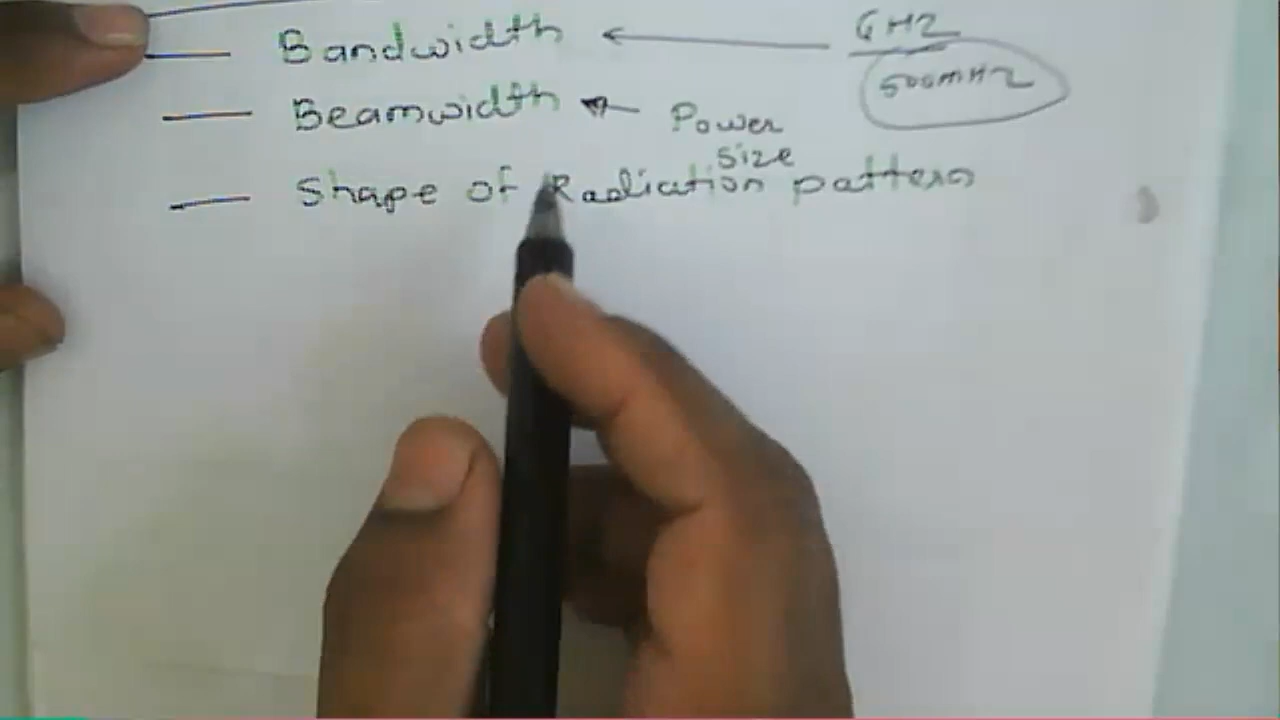 Bandwidth GHZ
500MHZ
Beamwidth Power
Size
Shape of Radiation pattern